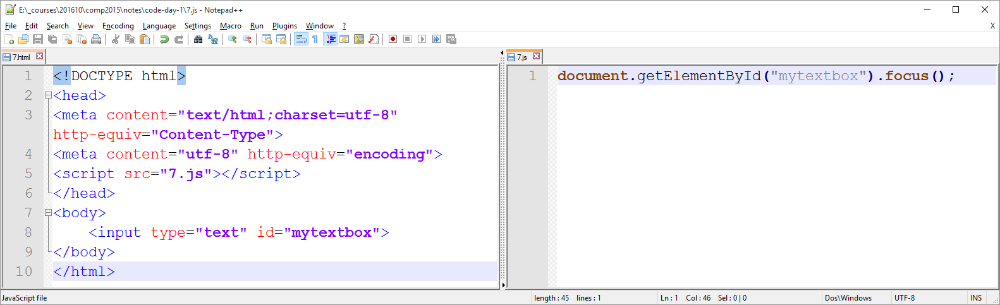 E:\_courses\201610\comp2015\notes\code-day-1\7.js - Notepad++
File Edit Search View Encoding Language Settings Macro Run Plugins Window ? X
7.html
1 <!DOCTYPE html>
2 <head>
3 <meta content="text/html;charset=utf-8"
http-equiv="Content-Type">
4 <meta content="utf-8" http-equiv="encoding">
5 <script src="7.js"></script>
6 </head>
7 <body>
8 <input type="text" id="mytextbox">
9 </body>
10 </html>
7.js
1 document.getElementById("mytextbox").focus();
JavaScript file length : 45 lines : 1 Ln : 1 Col : 46 Sel : 0 | 0 Dos\Windows UTF-8 INS